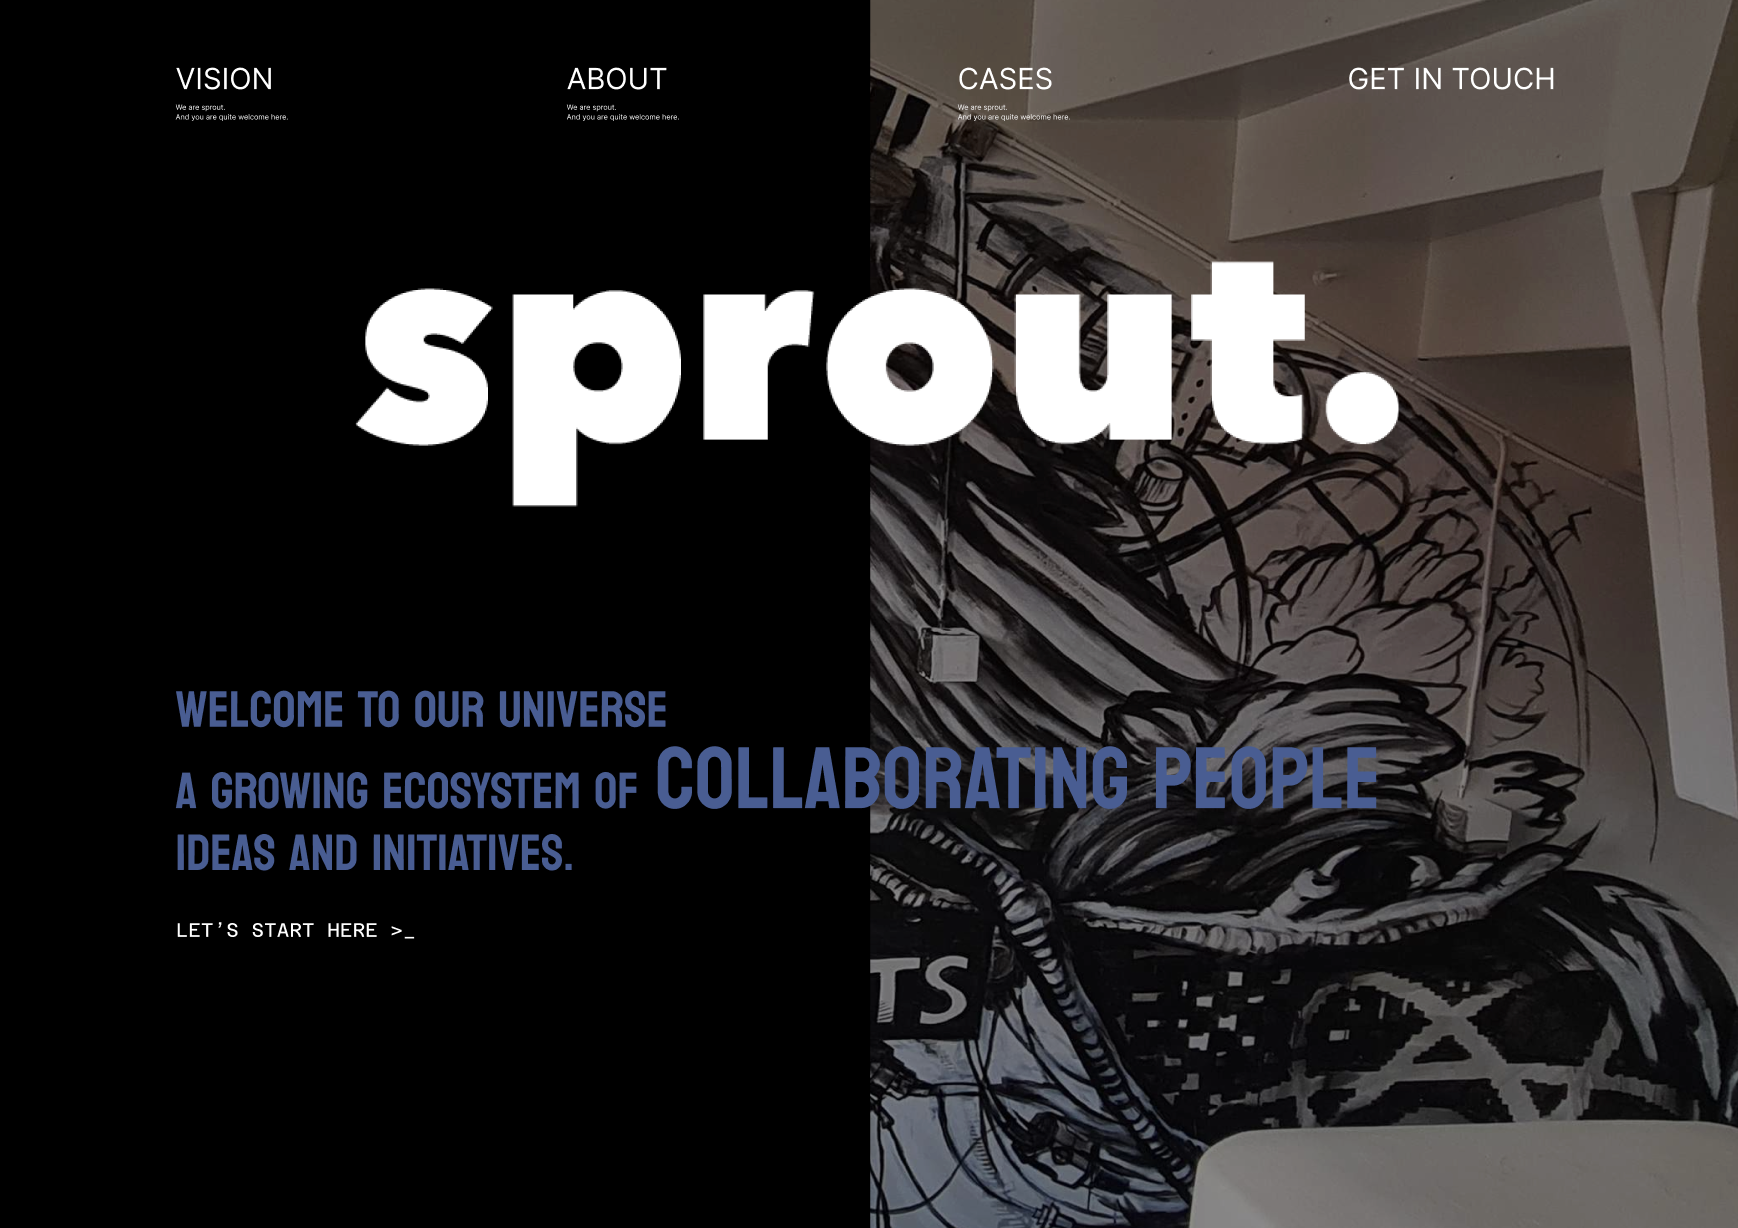 VISION
We are sprout.
And you are quite welcome here.
ABOUT
We are sprout.
And you are quite welcome here.
CASES
We are sprout.
And you are quite welcome here.
GET IN TOUCH
sprout.
WELCOME TO OUR UNIVERSE
A GROWING ECOSYSTEM OF COLLABORATING PEOPLE
IDEAS AND INITIATIVES.
LET’S START HERE >_
TS